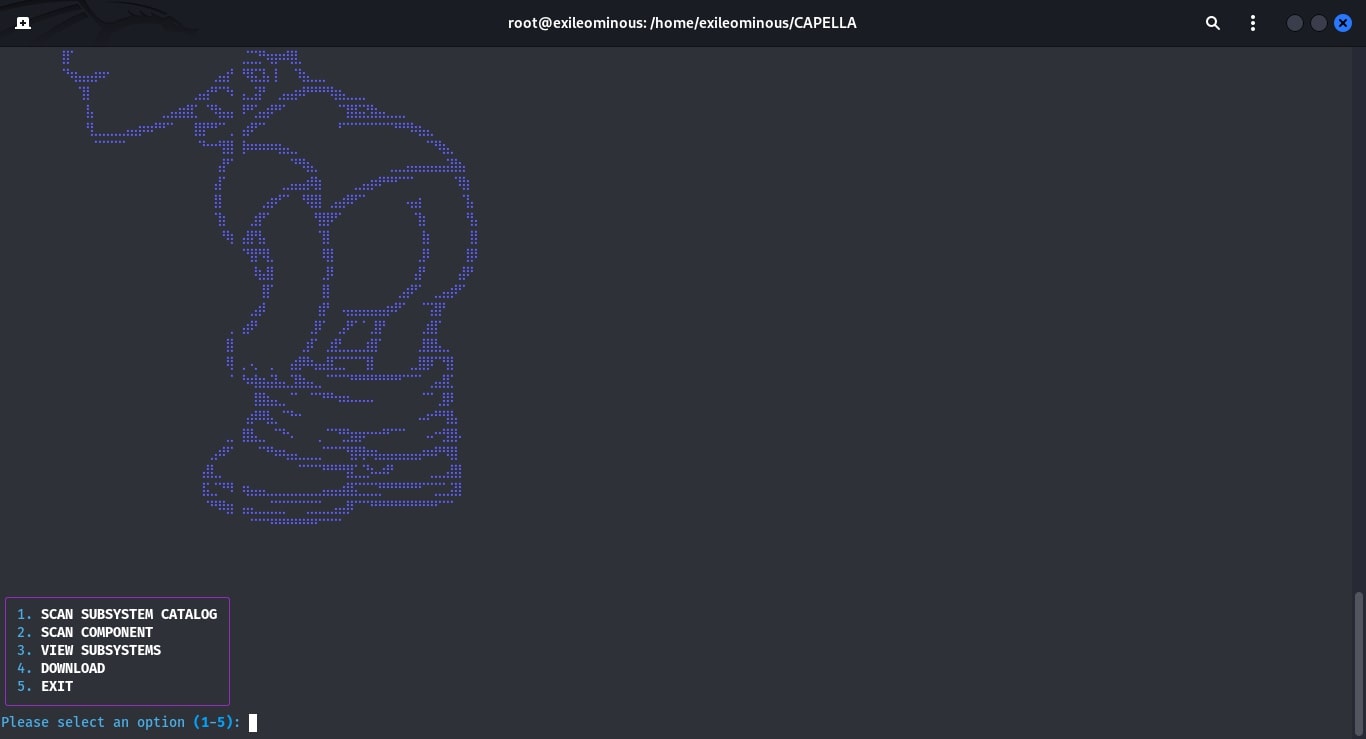 root@exileominous: /home/exileominous/CAPELLA
1. SCAN SUBSYSTEM CATALOG
2. SCAN COMPONENT
3. VIEW SUBSYSTEMS
4. DOWNLOAD
5. EXIT
Please select an option (1-5):